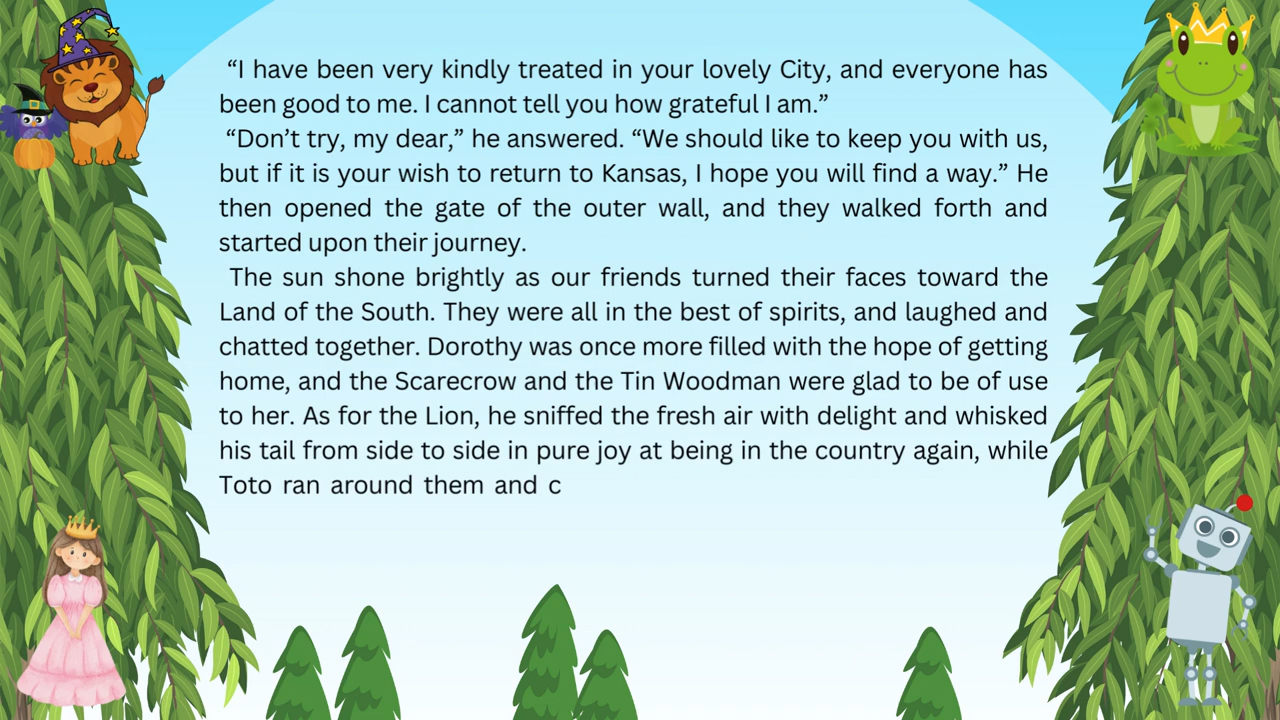 “I have been very kindly treated in your lovely City, and everyone has
been good to me. I cannot tell you how grateful I am.”
“Don’t try, my dear,” he answered. “We should like to keep you with us,
but if it is your wish to return to Kansas, I hope you will find a way.” He
then opened the gate of the outer wall, and they walked forth and
started upon their journey.
The sun shone brightly as our friends turned their faces toward the
Land of the South. They were all in the best of spirits, and laughed and
chatted together. Dorothy was once more filled with the hope of getting
home, and the Scarecrow and the Tin Woodman were glad to be of use
to her. As for the Lion, he sniffed the fresh air with delight and whisked
his tail from side to side in pure joy at being in the country again, while
Toto ran around them and c